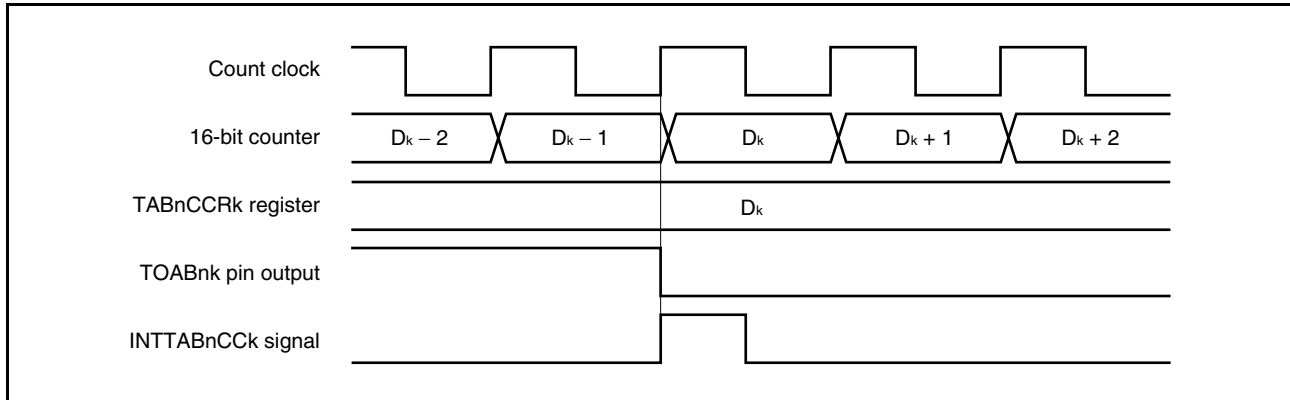 Count clock
16-bit counter Dk − 2 Dk − 1 Dk Dk + 1 Dk + 2
TABnCCRk register Dk
TOABnk pin output
INTTABnCCk signal